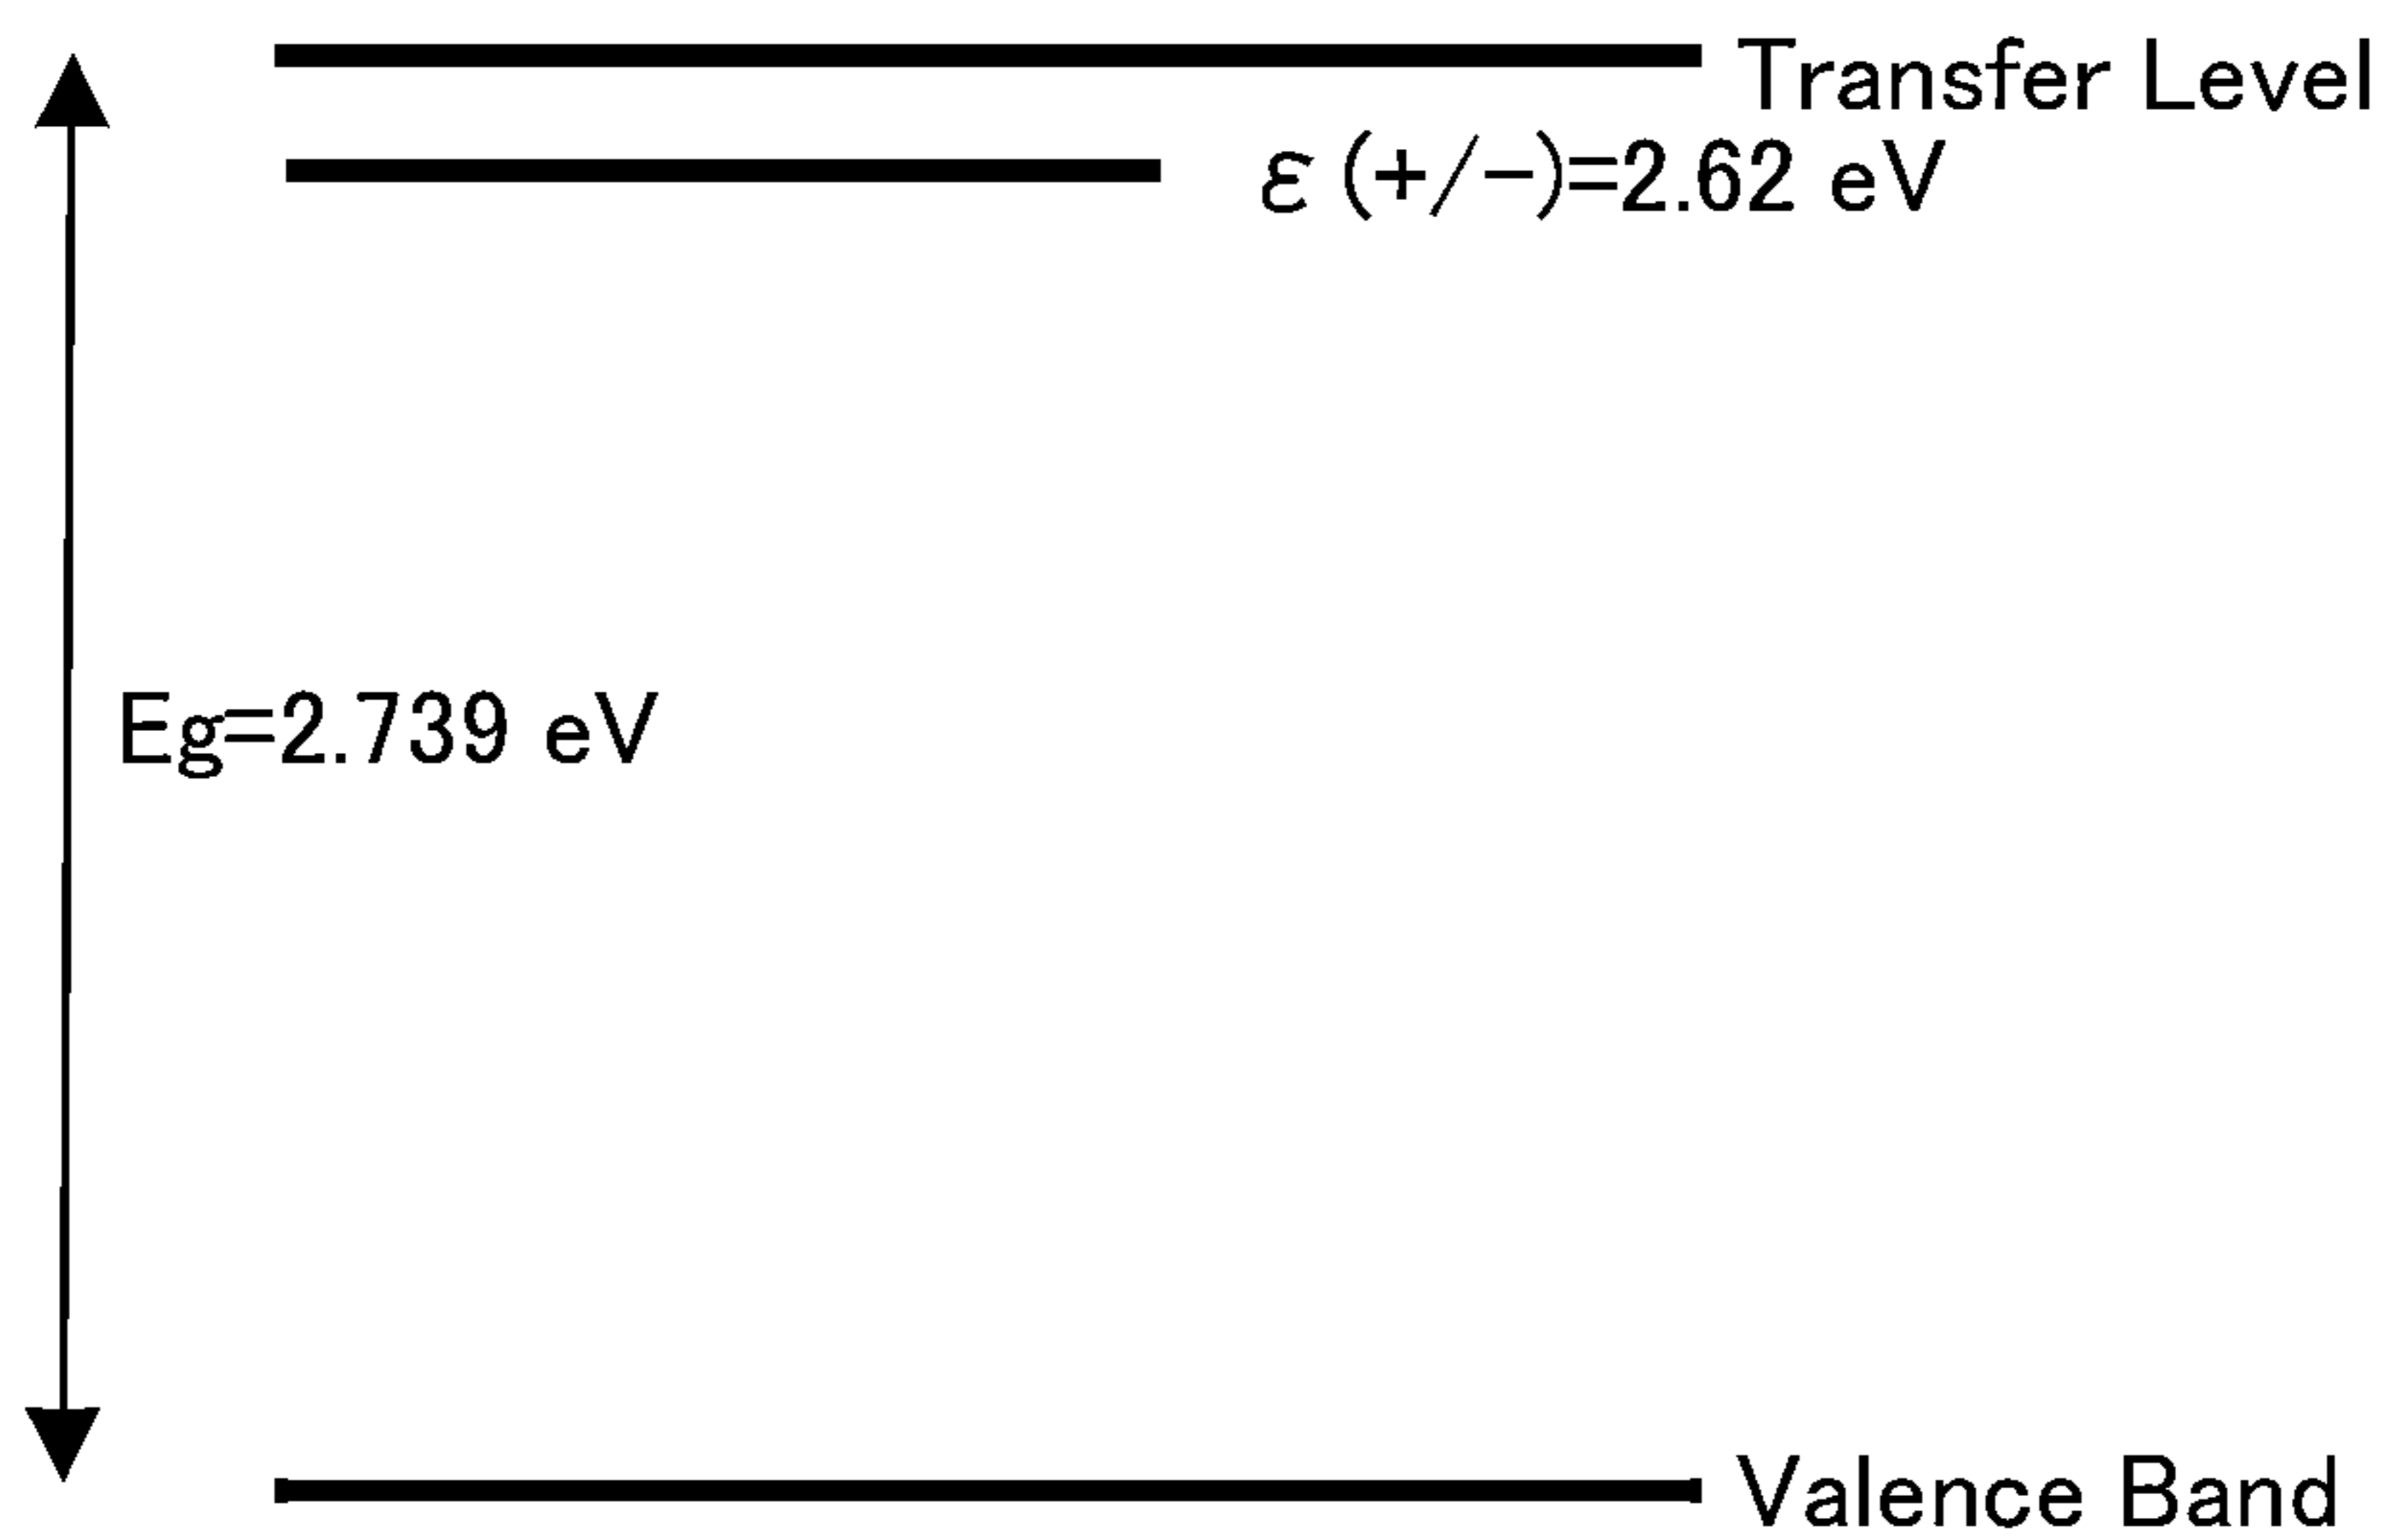 Transfer Level
ε(+/-)=2.62 eV
Eg=2.739 eV
Valence Band